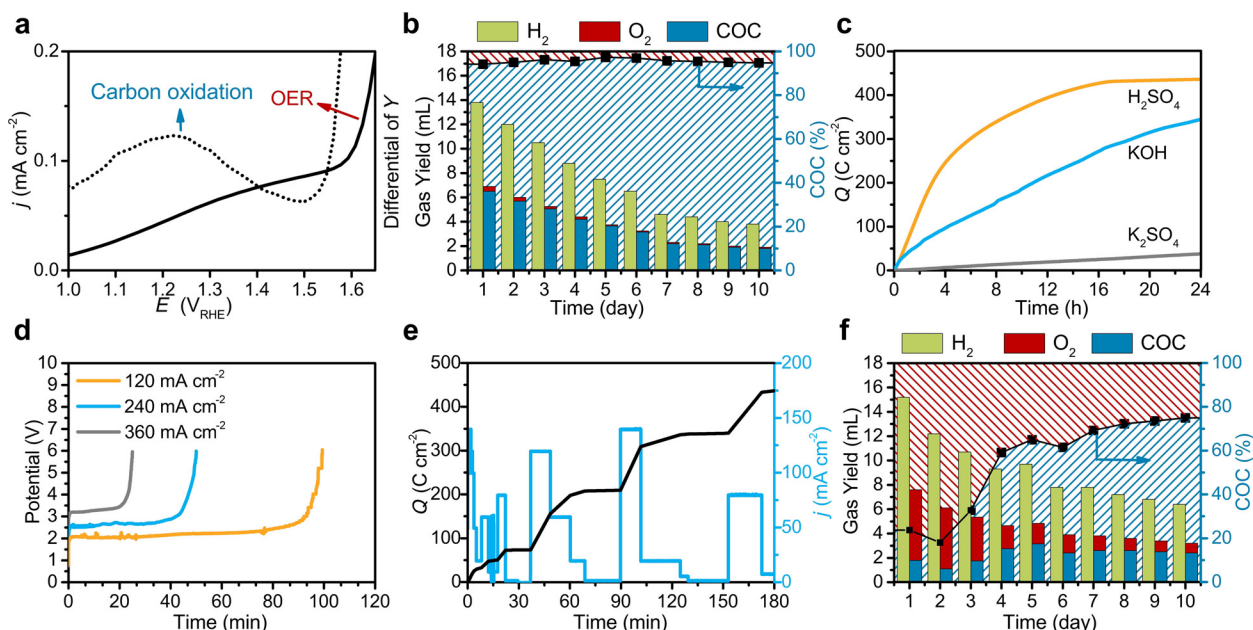 a
0.2
0.1
0.0
j (mA cm⁻²)
Carbon oxidation
OER
1.0 1.1 1.2 1.3 1.4 1.5 1.6
E (V_RHE)
b
H₂ O₂ COC
18
16
14
12
10
8
6
4
2
0
Differential of Y
Gas Yield (mL)
100
80
60
40
20
0
COC (%)
1 2 3 4 5 6 7 8 9 10
Time (day)
c
500
400
300
200
100
0
Q (C cm⁻²)
H₂SO₄
KOH
K₂SO₄
0 4 8 12 16 20 24
Time (h)
d
10
9
8
7
6
5
4
3
2
1
0
Potential (V)
120 mA cm⁻²
240 mA cm⁻²
360 mA cm⁻²
0 20 40 60 80 100 120
Time (min)
e
500
400
300
200
100
0
Q (C cm⁻²)
200
150
100
50
0
j (mA cm⁻²)
0 30 60 90 120 150 180
Time (min)
f
H₂ O₂ COC
18
16
14
12
10
8
6
4
2
0
Gas Yield (mL)
100
80
60
40
20
0
COC (%)
1 2 3 4 5 6 7 8 9 10
Time (day)